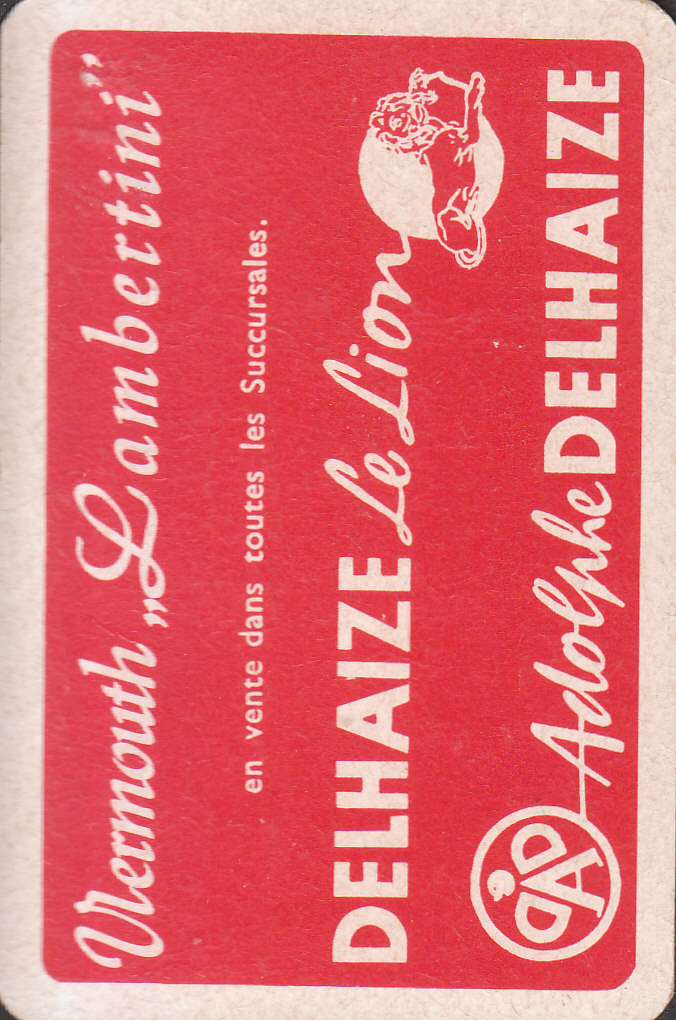 Vermouth „Lambertini”
en vente dans toutes les Succursales.
DELHAIZE Le Lion
Adolphe DELHAIZE